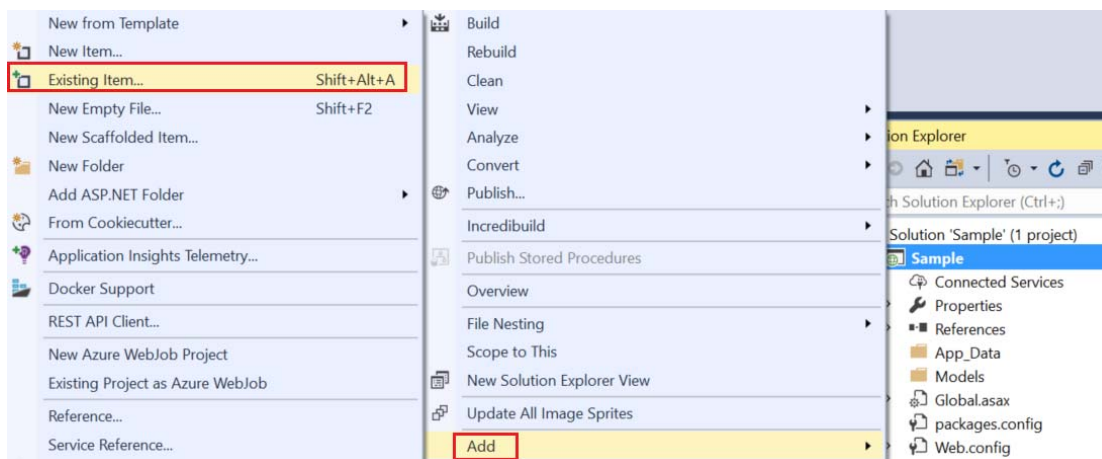 New from Template
New Item...
Existing Item... Shift+Alt+A
New Empty File... Shift+F2
New Scaffolded Item...
New Folder
Add ASP.NET Folder
From Cookiecutter...
Application Insights Telemetry...
Docker Support
REST API Client...
New Azure WebJob Project
Existing Project as Azure WebJob
Reference...
Service Reference...
Build
Rebuild
Clean
View
Analyze
Convert
Publish...
Incredibuild
Publish Stored Procedures
Overview
File Nesting
Scope to This
New Solution Explorer View
Update All Image Sprites
Add
ion Explorer
h Solution Explorer (Ctrl+;)
Solution 'Sample' (1 project)
Sample
Connected Services
Properties
References
App_Data
Models
Global.asax
packages.config
Web.config